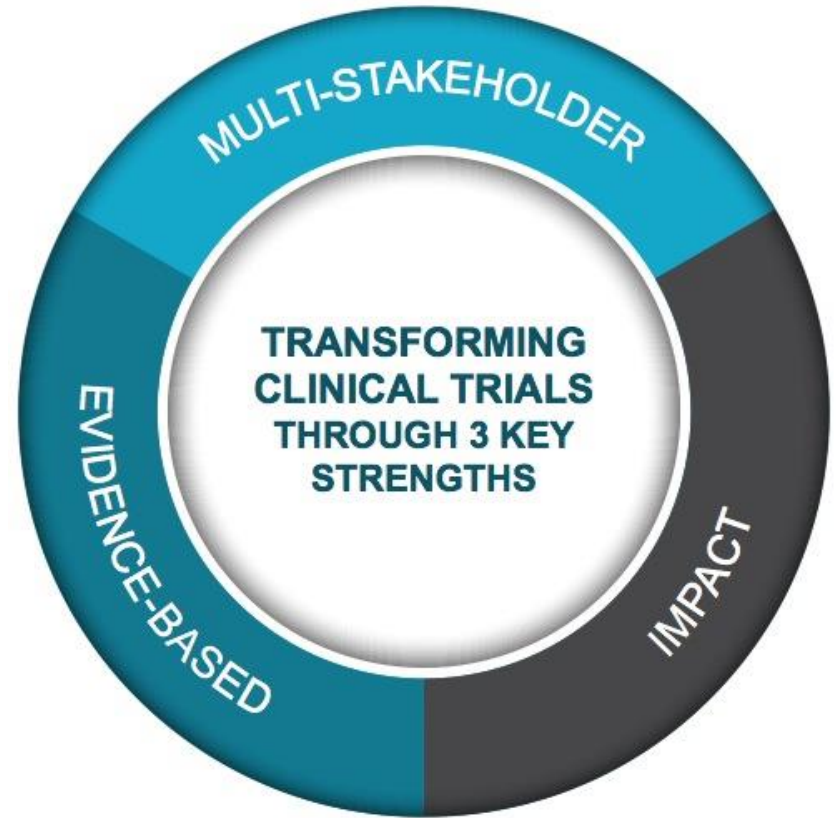 MULTI-STAKEHOLDER
TRANSFORMING
CLINICAL TRIALS
THROUGH 3 KEY
STRENGTHS
EVIDENCE-BASED
IMPACT